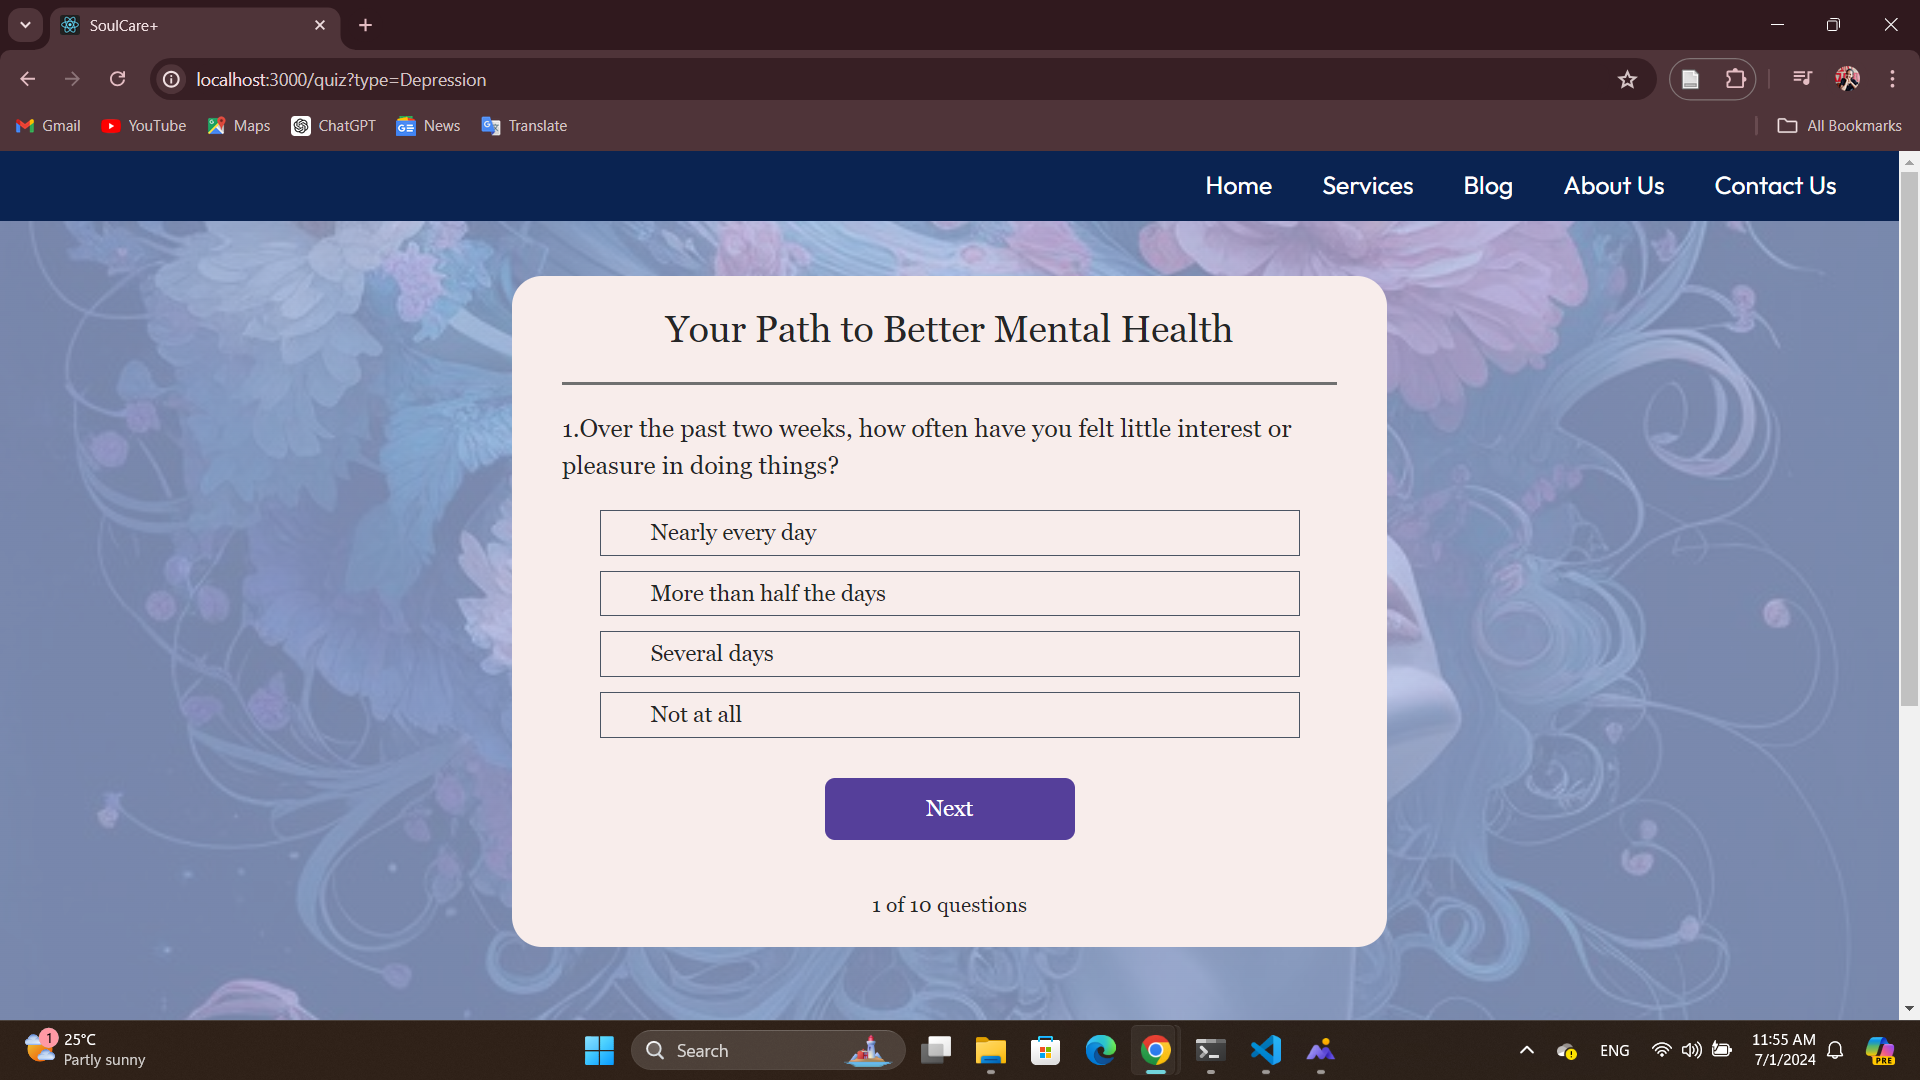 SoulCare+
localhost:3000/quiz?type=Depression
Gmail YouTube Maps ChatGPT News Translate All Bookmarks
Home Services Blog About Us Contact Us
Your Path to Better Mental Health
1.Over the past two weeks, how often have you felt little interest or
pleasure in doing things?
Nearly every day
More than half the days
Several days
Not at all
Next
1 of 10 questions
1
25°C
Partly sunny
Search
ENG
11:55 AM
7/1/2024
PRE